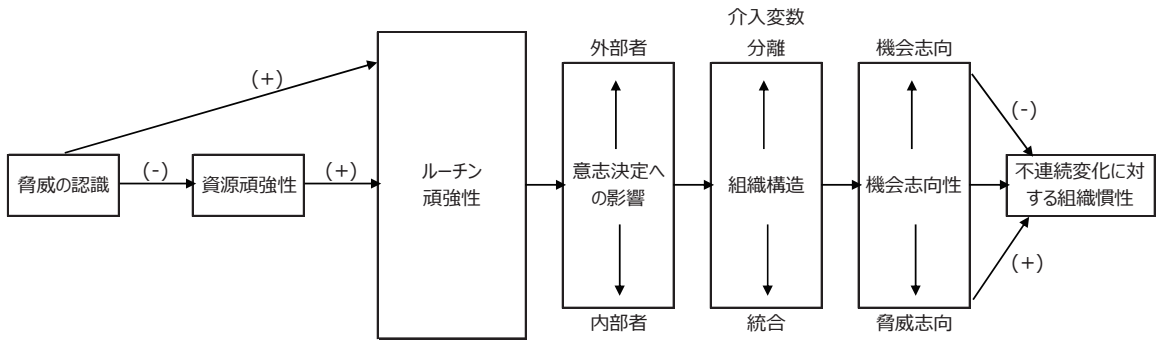 介入変数
外部者
分離
機会志向
(+)
(-)
脅威の認識
(-)
資源頑強性
(+)
ルーチン
頑強性
意志決定へ
の影響
組織構造
機会志向性
不連続変化に対
する組織慣性
(+)
内部者
統合
脅威志向